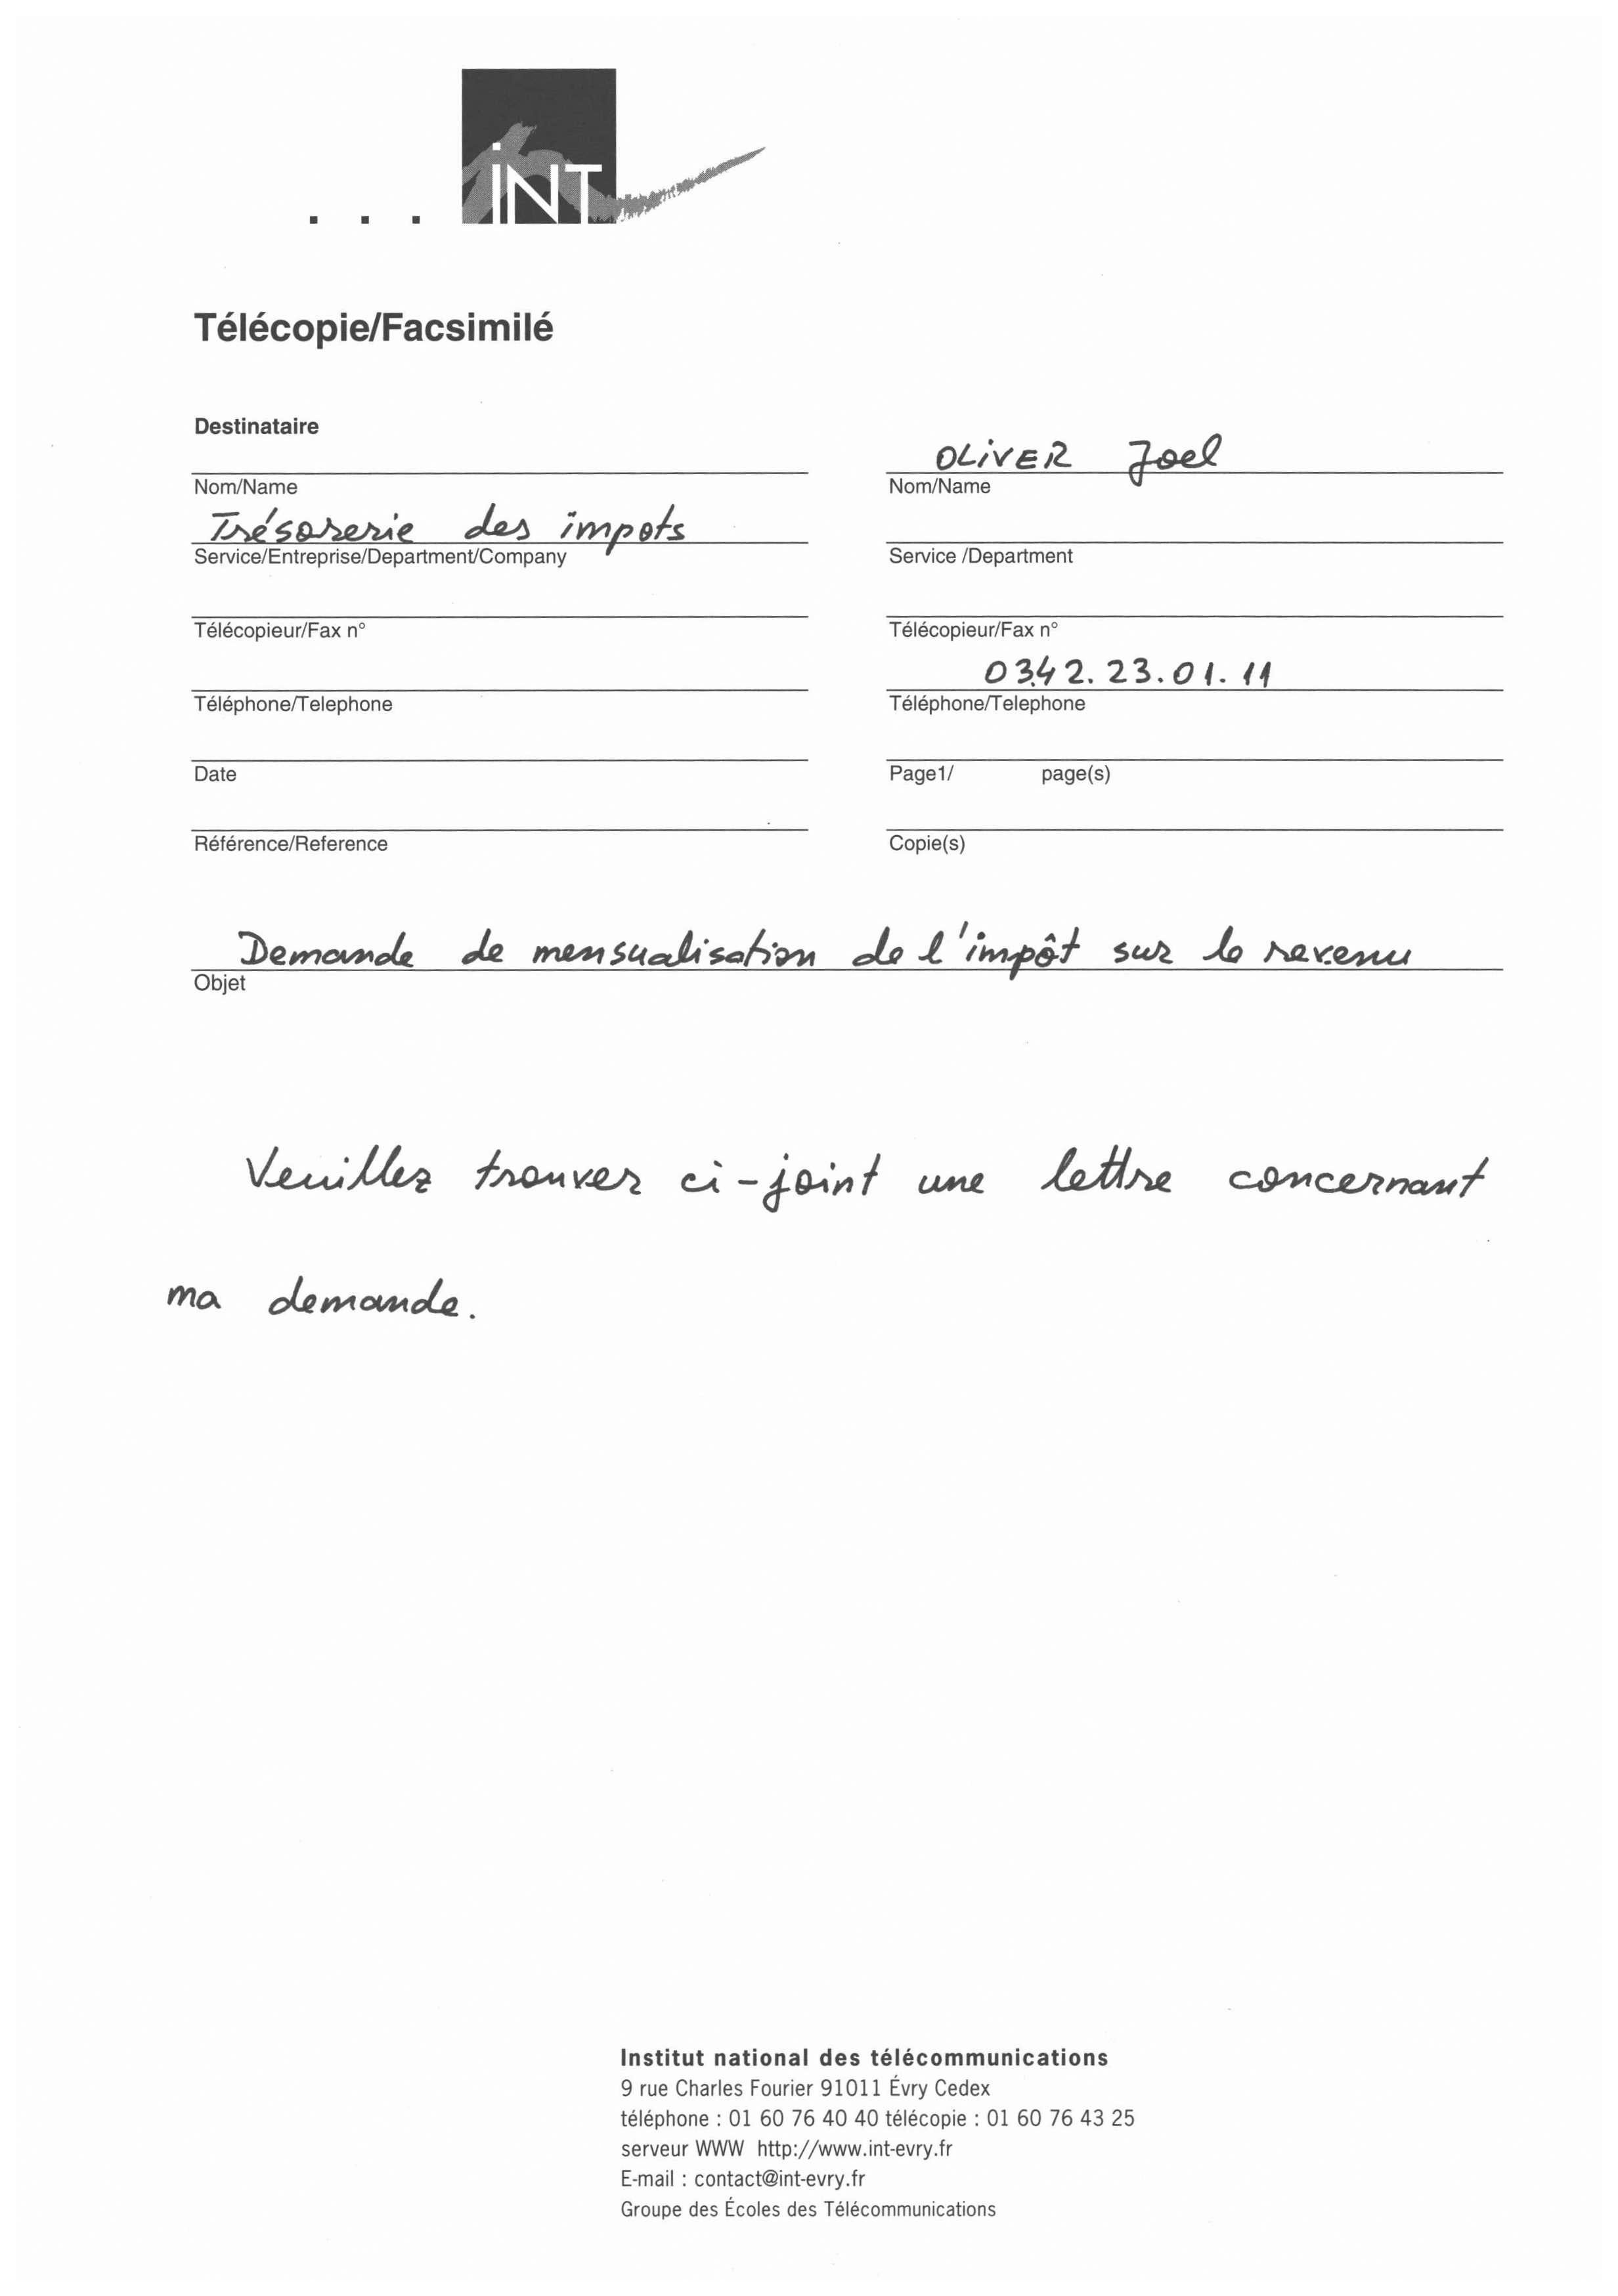 ... iNT
Télécopie/Facsimilé
Destinataire
OLiVER Joel
Nom/Name
Nom/Name
Trésorerie des impots
Service/Entreprise/Department/Company
Service /Department
Télécopieur/Fax n°
Télécopieur/Fax n°
03.42.23.01.11
Téléphone/Telephone
Téléphone/Telephone
Date
Page1/ page(s)
Référence/Reference
Copie(s)
Demande de mensualisation de l'impôt sur le revenu
Objet
Veuillez trouver ci-joint une lettre concernant
ma demande.
Institut national des télécommunications
9 rue Charles Fourier 91011 Évry Cedex
téléphone : 01 60 76 40 40 télécopie : 01 60 76 43 25
serveur WWW http://www.int-evry.fr
E-mail : contact@int-evry.fr
Groupe des Écoles des Télécommunications